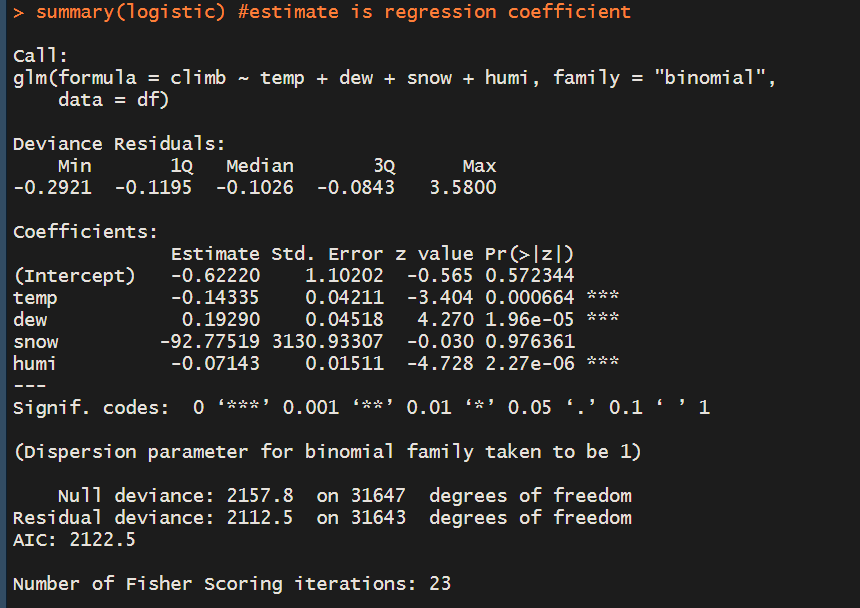 > summary(logistic) #estimate is regression coefficient
Call:
glm(formula = climb ~ temp + dew + snow + humi, family = "binomial",
    data = df)
Deviance Residuals:
    Min       1Q   Median       3Q      Max
-0.2921  -0.1195  -0.1026  -0.0843   3.5800
Coefficients:
              Estimate Std. Error z value Pr(>|z|)
(Intercept)   -0.62220    1.10202  -0.565 0.572344
temp          -0.14335    0.04211  -3.404 0.000664 ***
dew            0.19290    0.04518   4.270 1.96e-05 ***
snow         -92.77519 3130.93307  -0.030 0.976361
humi          -0.07143    0.01511  -4.728 2.27e-06 ***
---
Signif. codes:  0 ‘***’ 0.001 ‘**’ 0.01 ‘*’ 0.05 ‘.’ 0.1 ‘ ’ 1
(Dispersion parameter for binomial family taken to be 1)
    Null deviance: 2157.8  on 31647  degrees of freedom
Residual deviance: 2112.5  on 31643  degrees of freedom
AIC: 2122.5
Number of Fisher Scoring iterations: 23